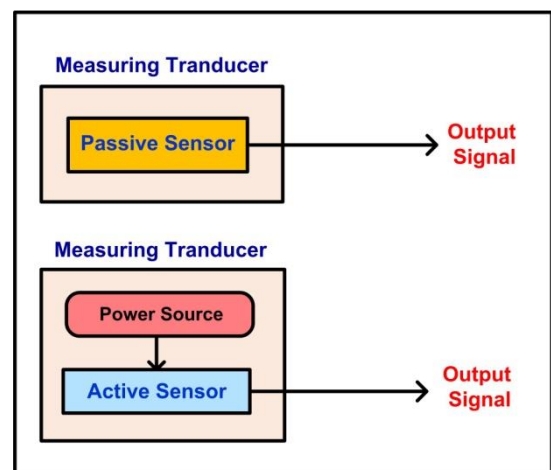 Measuring Tranducer
Passive Sensor
Output
Signal
Measuring Tranducer
Power Source
Active Sensor
Output
Signal